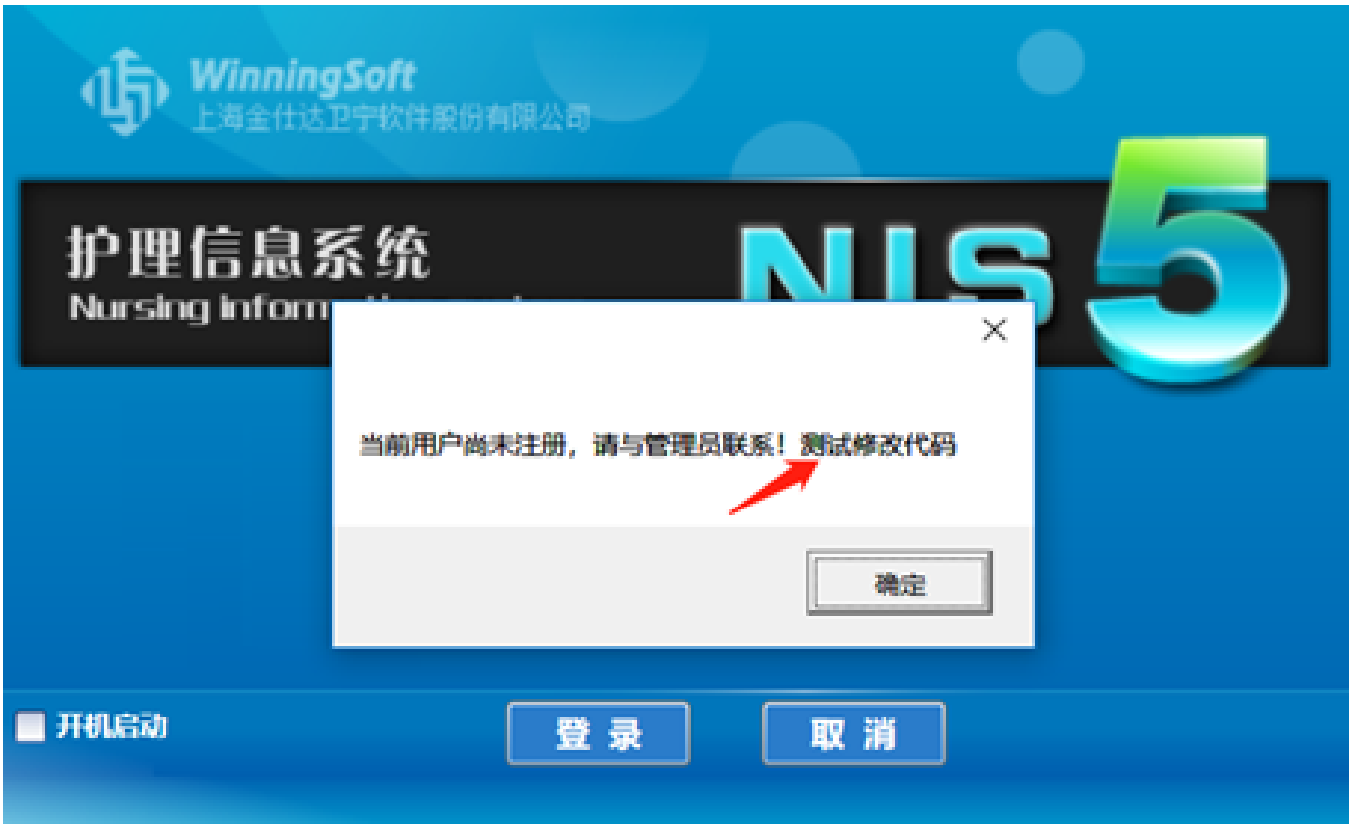 WinningSoft
上海金仕达卫宁软件股份有限公司
护理信息系统
NIS 5
Nursing inform
当前用户尚未注册，请与管理员联系！测试修改代码
确定
开机启动
登录
取消